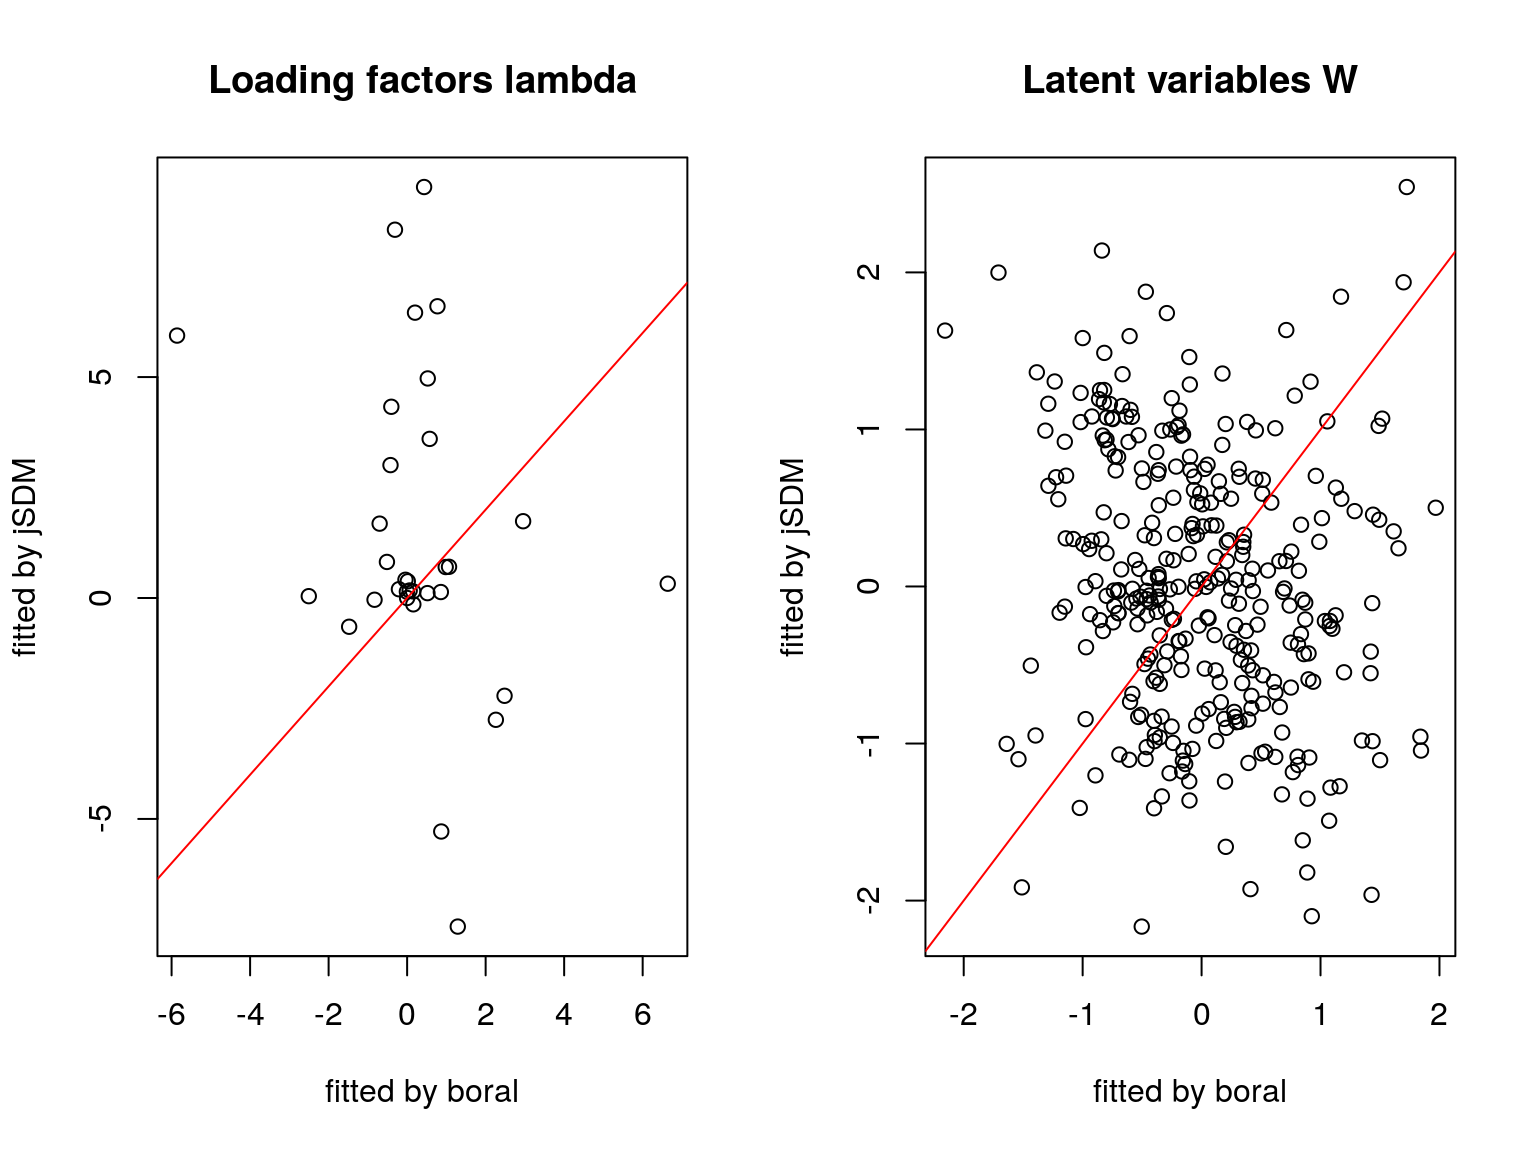 Loading factors lambda
fitted by jSDM
5
0
-5
-6 -4 -2 0 2 4 6
fitted by boral
Latent variables W
fitted by jSDM
2
1
0
-1
-2
-2 -1 0 1 2
fitted by boral